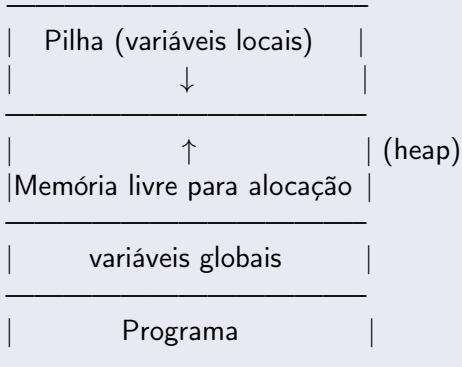 | Pilha (variáveis locais) |
| ↓ |
| ↑ | (heap)
|Memória livre para alocação |
| variáveis globais |
| Programa |